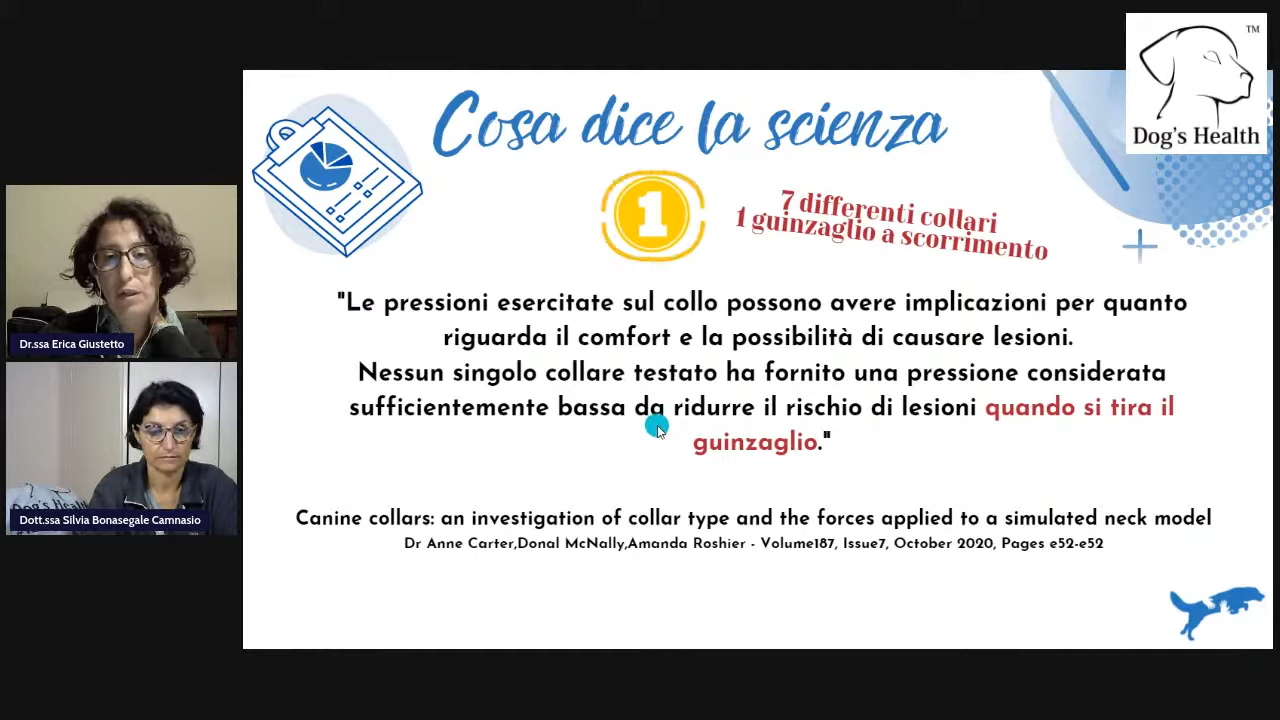 TM
Dog's Health
Cosa dice la scienza
1
7 differenti collari
1 guinzaglio a scorrimento
"Le pressioni esercitate sul collo possono avere implicazioni per quanto
riguarda il comfort e la possibilità di causare lesioni.
Nessun singolo collare testato ha fornito una pressione considerata
sufficientemente bassa da ridurre il rischio di lesioni quando si tira il
guinzaglio."
Canine collars: an investigation of collar type and the forces applied to a simulated neck model
Dr Anne Carter,Donal McNally,Amanda Roshier - Volume187, Issue7, October 2020, Pages e52-e52
Dr.ssa Erica Giustetto
Dog's Health
Dott.ssa Silvia Bonasegale Camnasio